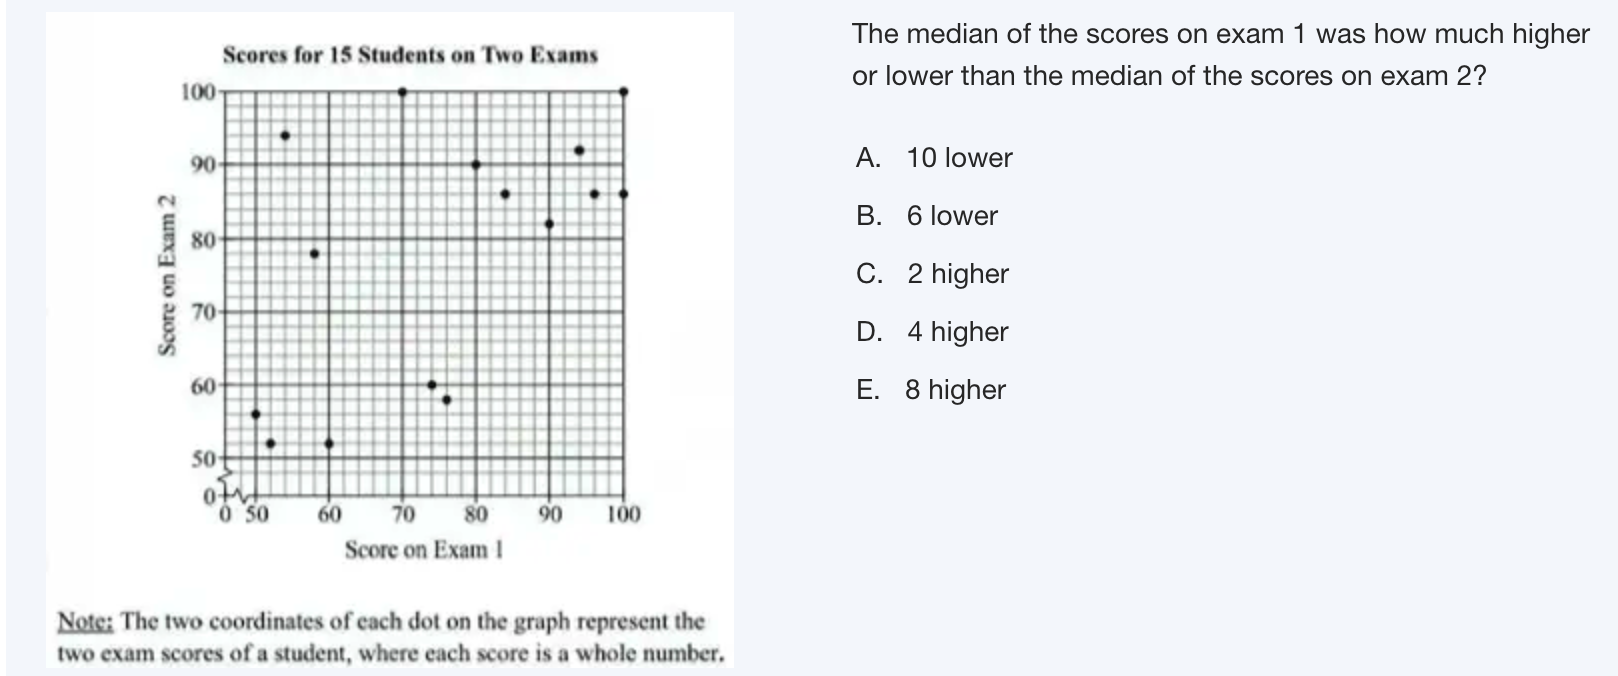 Scores for 15 Students on Two Exams
100
90
80
70
60
50
0
Score on Exam 2
0 50 60 70 80 90 100
Score on Exam 1
Note: The two coordinates of each dot on the graph represent the
two exam scores of a student, where each score is a whole number.
The median of the scores on exam 1 was how much higher
or lower than the median of the scores on exam 2?
A. 10 lower
B. 6 lower
C. 2 higher
D. 4 higher
E. 8 higher